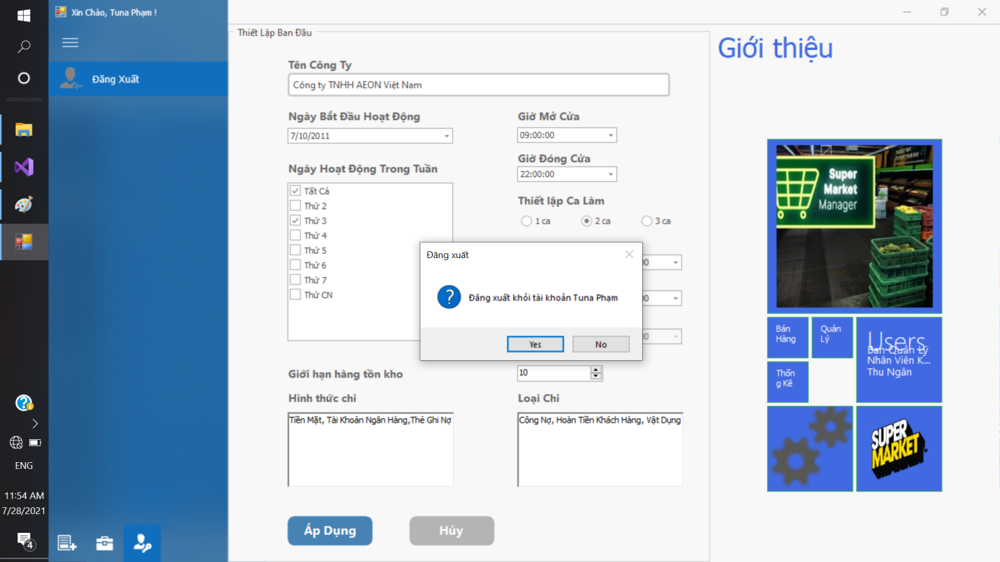 Xin Chào, Tuna Phạm !
Đăng Xuất
Thiết Lập Ban Đầu
Tên Công Ty
Công ty TNHH AEON Việt Nam
Ngày Bắt Đầu Hoạt Động
7/10/2011
Giờ Mở Cửa
09:00:00
Giờ Đóng Cửa
22:00:00
Ngày Hoạt Động Trong Tuần
Tất Cả
Thứ 2
Thứ 3
Thứ 4
Thứ 5
Thứ 6
Thứ 7
Thứ CN
Thiết lập Ca Làm
1 ca
2 ca
3 ca
00
00
00
Đăng xuất
Đăng xuất khỏi tài khoản Tuna Phạm
Yes
No
Giới hạn hàng tồn kho
10
Hình thức chi
Tiền Mặt, Tài Khoản Ngân Hàng,Thẻ Ghi Nợ
Loại Chi
Công Nợ, Hoàn Tiền Khách Hàng, Vật Dụng
Áp Dụng
Hủy
Giới thiệu
Super
Market
Manager
Bán
Hàng
Quản
Lý
Thốn
g Kê
Users
Ban Quản Lý
Nhân Viên K...
Thu Ngân
SUPER
MARKET
ENG
11:54 AM
7/28/2021
4